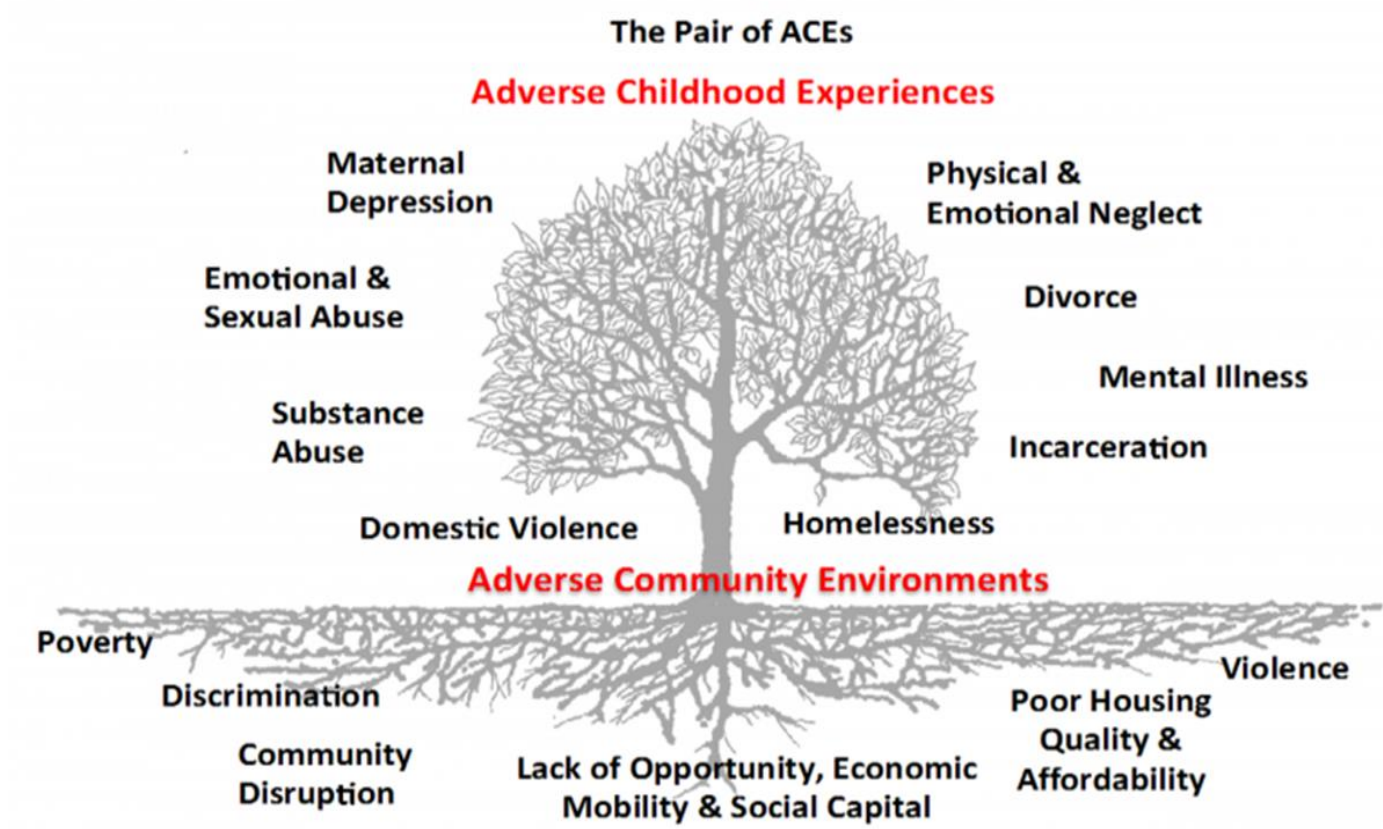 The Pair of ACEs
Adverse Childhood Experiences
Maternal
Depression
Physical &
Emotional Neglect
Emotional &
Sexual Abuse
Divorce
Mental Illness
Substance
Abuse
Incarceration
Domestic Violence
Homelessness
Adverse Community Environments
Poverty
Violence
Discrimination
Poor Housing
Quality &
Affordability
Community
Disruption
Lack of Opportunity, Economic
Mobility & Social Capital